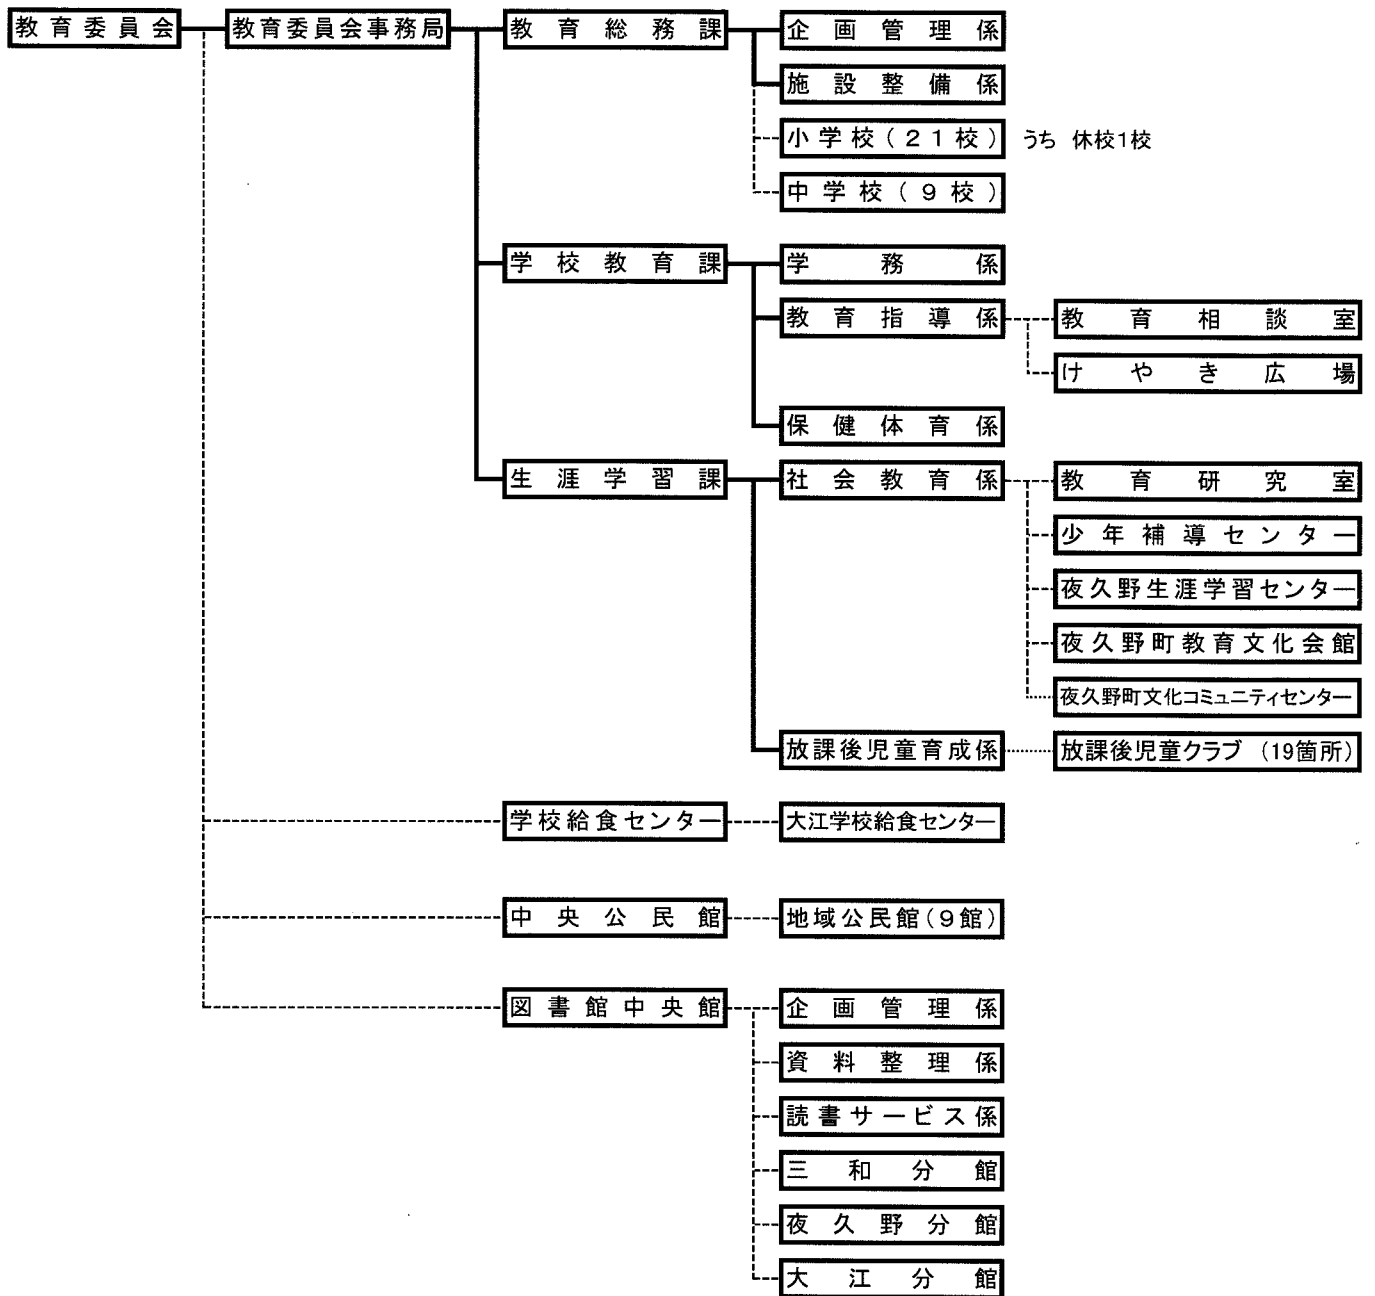 教育委員会 教育委員会事務局 教育総務課 企画管理係
施設整備係
小学校(21校) うち 休校1校
中学校(9校)
学校教育課 学務係
教育指導係 教育相談室
けやき広場
保健体育係
生涯学習課 社会教育係 教育研究室
少年補導センター
夜久野生涯学習センター
夜久野町教育文化会館
夜久野町文化コミュニティセンター
放課後児童育成係 放課後児童クラブ(19箇所)
学校給食センター 大江学校給食センター
中央公民館 地域公民館(9館)
図書館中央館 企画管理係
資料整理係
読書サービス係
三和分館
夜久野分館
大江分館